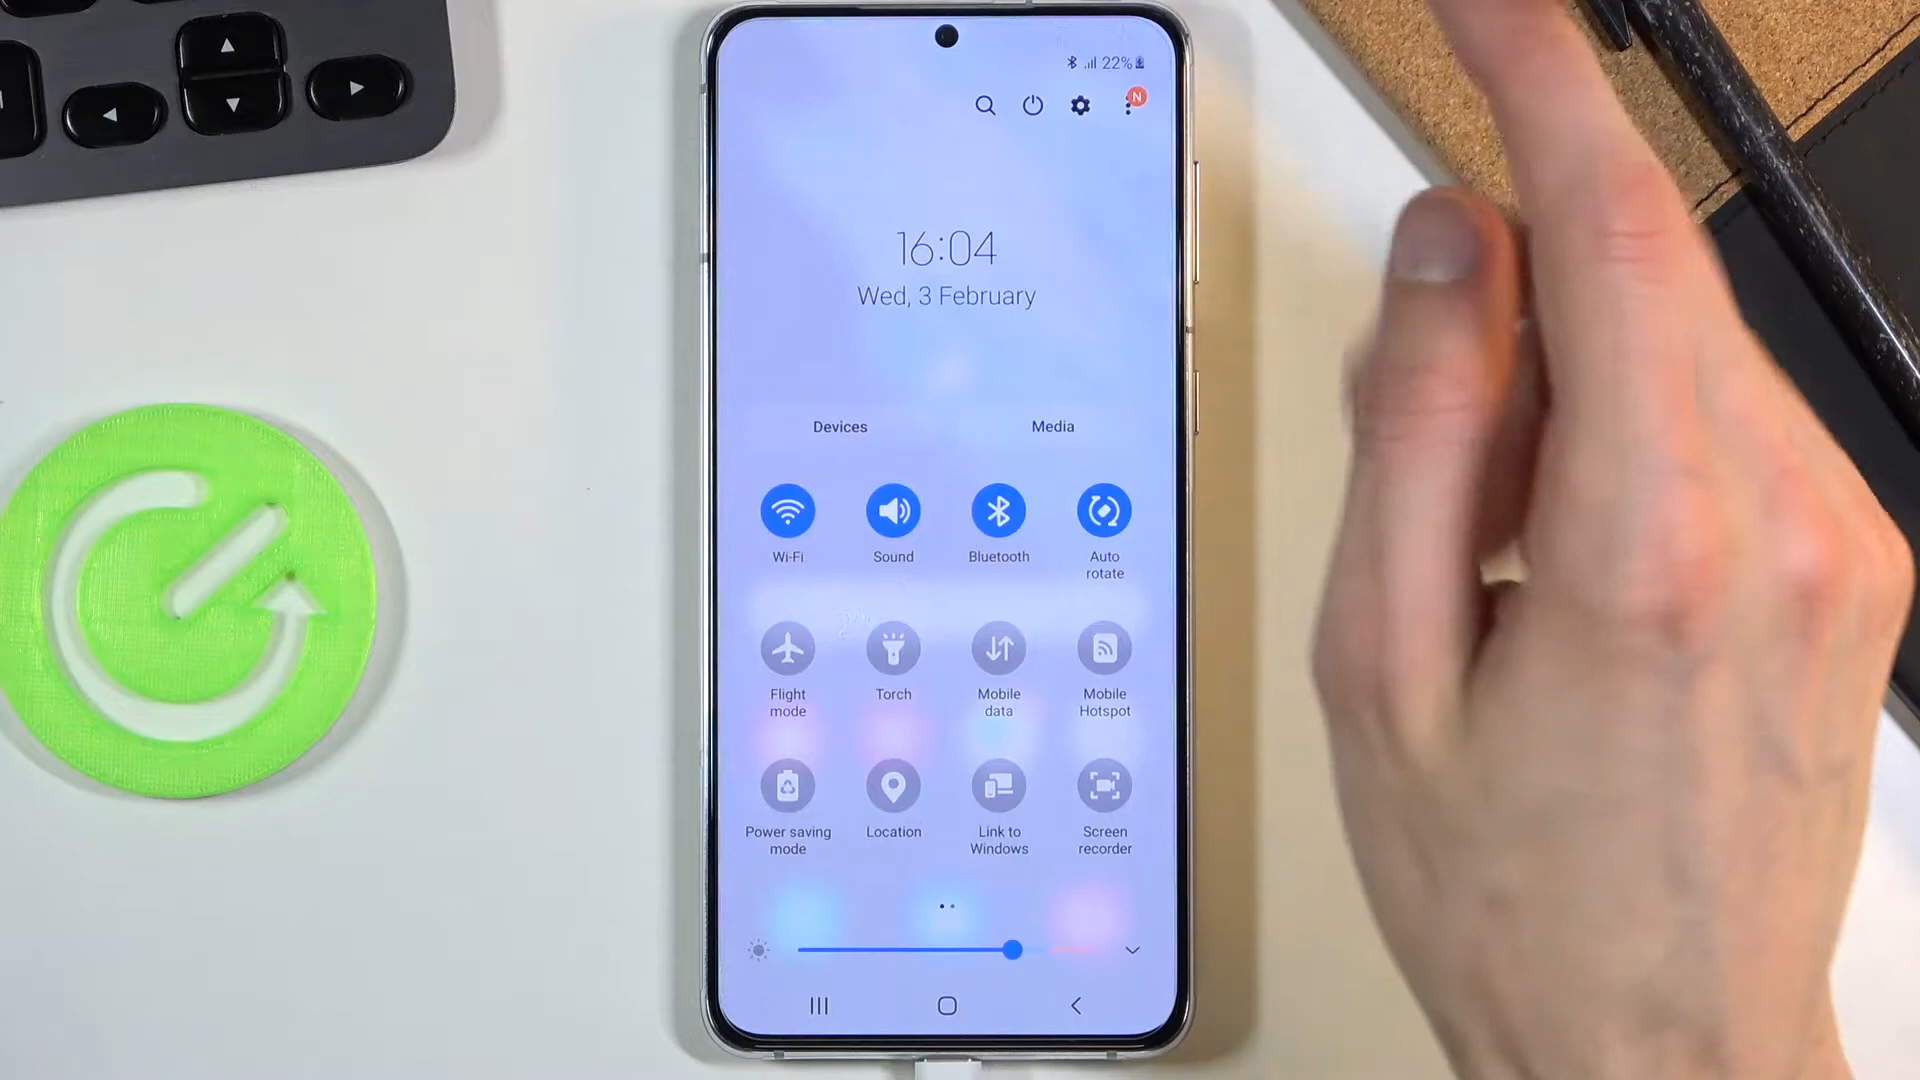 22%
N
16:04
Wed, 3 February
Devices Media
Wi-Fi Sound Bluetooth Auto rotate
Flight mode Torch Mobile data Mobile Hotspot
Power saving mode Location Link to Windows Screen recorder